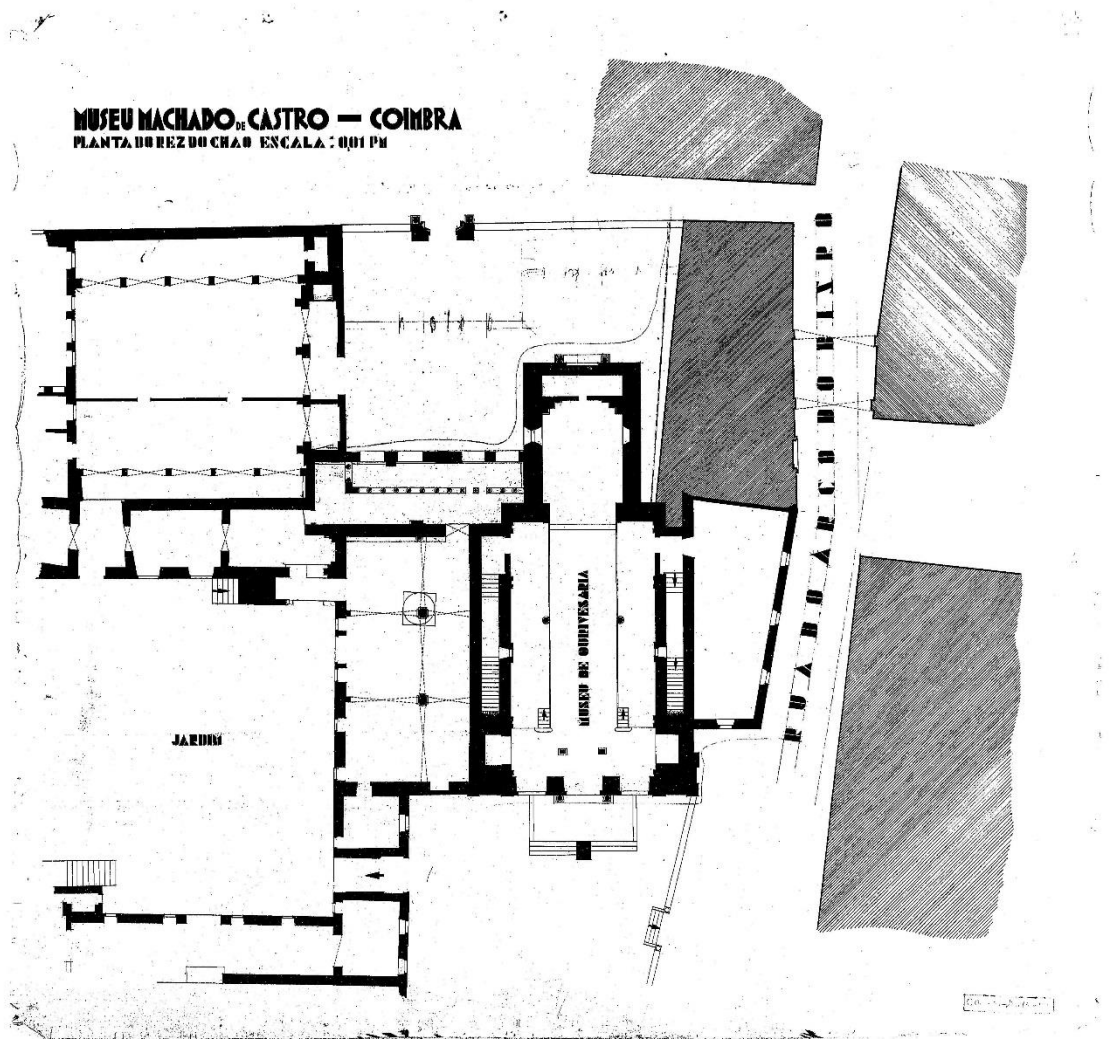 MUSEU MACHADO DE CASTRO — COIMBRA
PLANTA DO REZ DO CHAO ESCALA : 0,01 PM
RUA DO ARCO DO BISPO
MUSEU DE OURIVESARIA
JARDIM